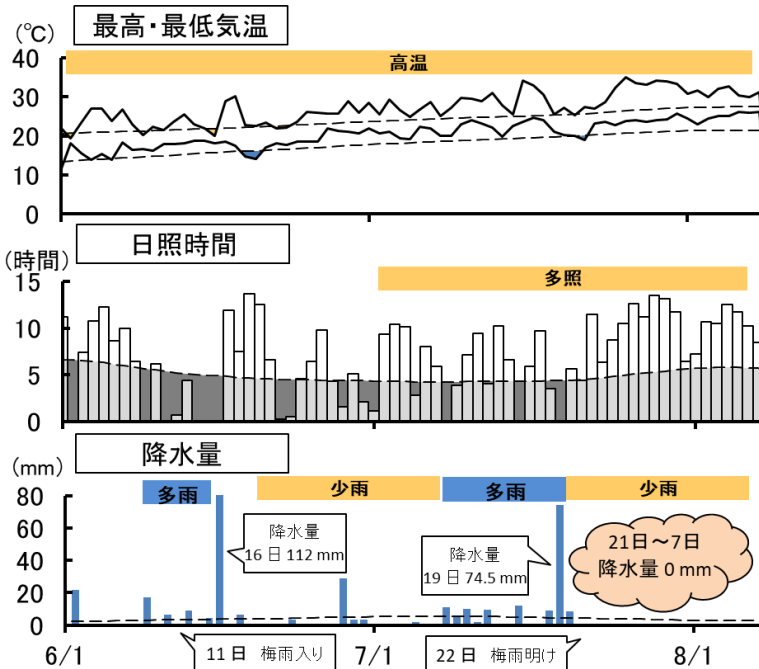 最高・最低気温
(℃)
高温
40
30
20
10
0
日照時間
(時間)
多照
15
10
5
0
降水量
(mm)
多雨
少雨
多雨
少雨
80
60
40
20
0
降水量
16日 112 mm
降水量
19日 74.5 mm
21日～7日
降水量 0 mm
6/1
7/1
8/1
11日 梅雨入り
22日 梅雨明け